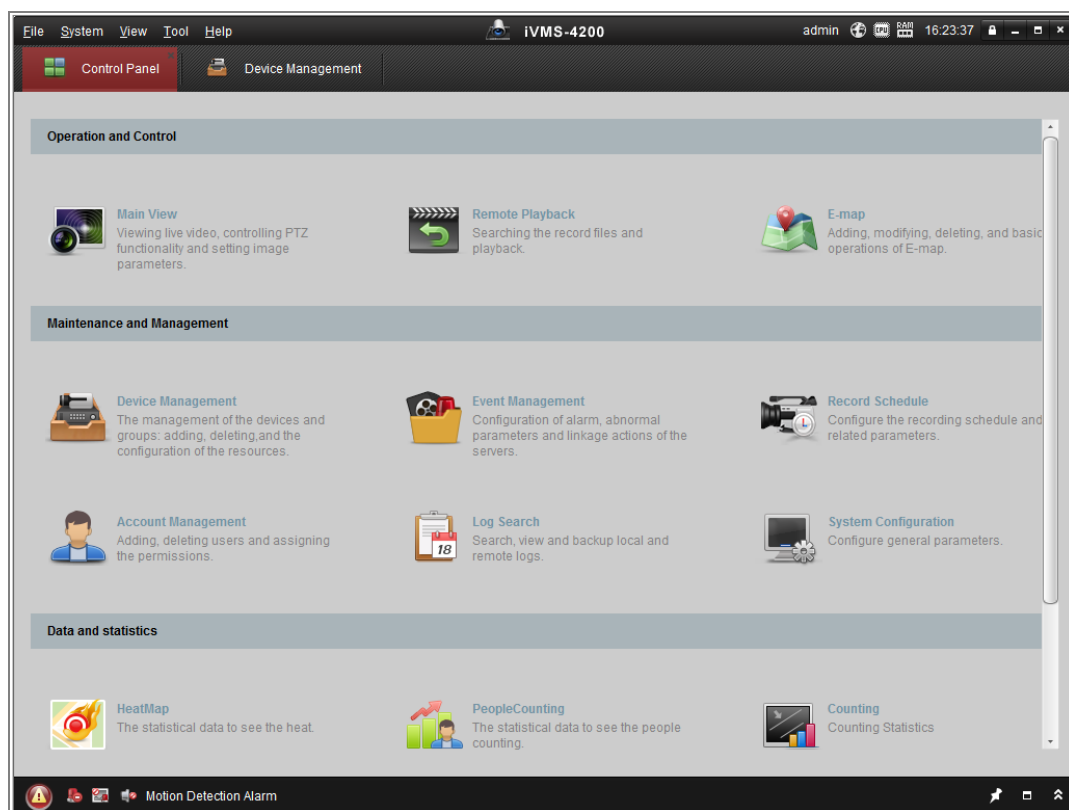 File System View Tool Help iVMS-4200 admin CPU RAM 16:23:37
Control Panel Device Management
Operation and Control
Main View
Viewing live video, controlling PTZ
functionality and setting image
parameters.
Remote Playback
Searching the record files and
playback.
E-map
Adding, modifying, deleting, and basic
operations of E-map.
Maintenance and Management
Device Management
The management of the devices and
groups: adding, deleting,and the
configuration of the resources.
Event Management
Configuration of alarm, abnormal
parameters and linkage actions of the
servers.
Record Schedule
Configure the recording schedule and
related parameters.
Account Management
Adding, deleting users and assigning
the permissions.
18
Log Search
Search, view and backup local and
remote logs.
System Configuration
Configure general parameters.
Data and statistics
HeatMap
The statistical data to see the heat.
PeopleCounting
The statistical data to see the people
counting.
Counting
Counting Statistics
Motion Detection Alarm